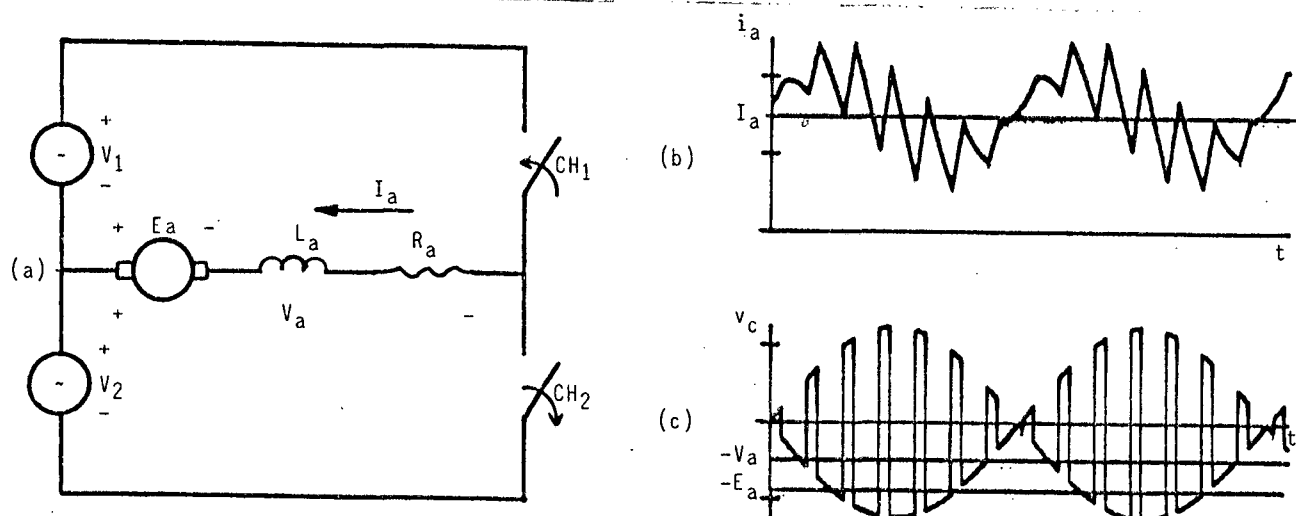 (a)
+
-
V1
-
Ea
+
-
La
Ra
Ia
CH1
+
Va
-
+
~
V2
-
CH2
(b)
ia
Ia
t
(c)
vc
-Va
-Ea
t